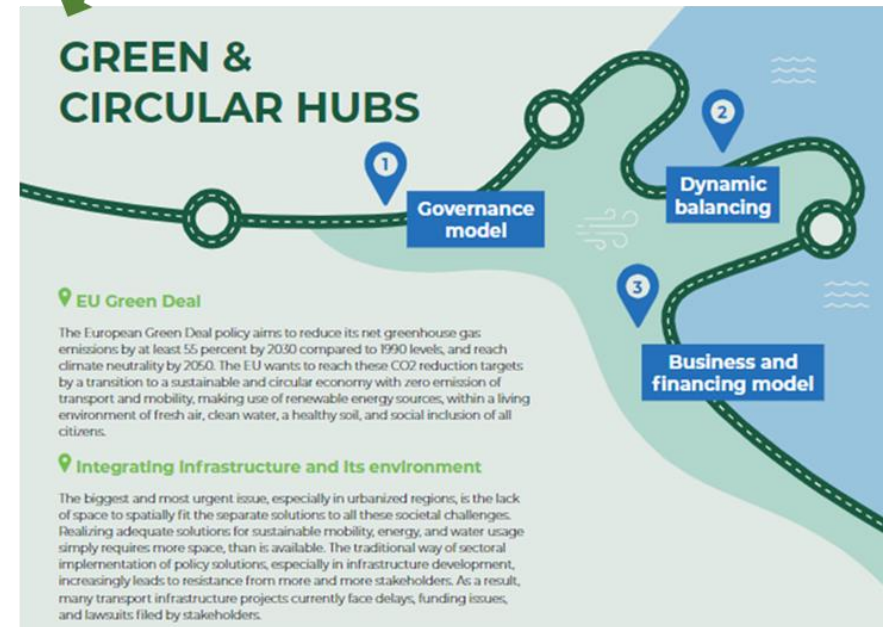 GREEN &
CIRCULAR HUBS
1
Governance
model
2
Dynamic
balancing
3
Business and
financing model
EU Green Deal
The European Green Deal policy aims to reduce its net greenhouse gas
emissions by at least 55 percent by 2030 compared to 1990 levels, and reach
climate neutrality by 2050. The EU wants to reach these CO2 reduction targets
by a transition to a sustainable and circular economy with zero emission of
transport and mobility, making use of renewable energy sources, within a living
environment of fresh air, clean water, a healthy soil, and social inclusion of all
citizens.
Integrating Infrastructure and its environment
The biggest and most urgent issue, especially in urbanized regions, is the lack
of space to spatially fit the separate solutions to all these societal challenges.
Realizing adequate solutions for sustainable mobility, energy, and water usage
simply requires more space, than is available. The traditional way of sectoral
implementation of policy solutions, especially in infrastructure development,
increasingly leads to resistance from more and more stakeholders. As a result,
many transport infrastructure projects currently face delays, funding issues,
and lawsuits filed by stakeholders.